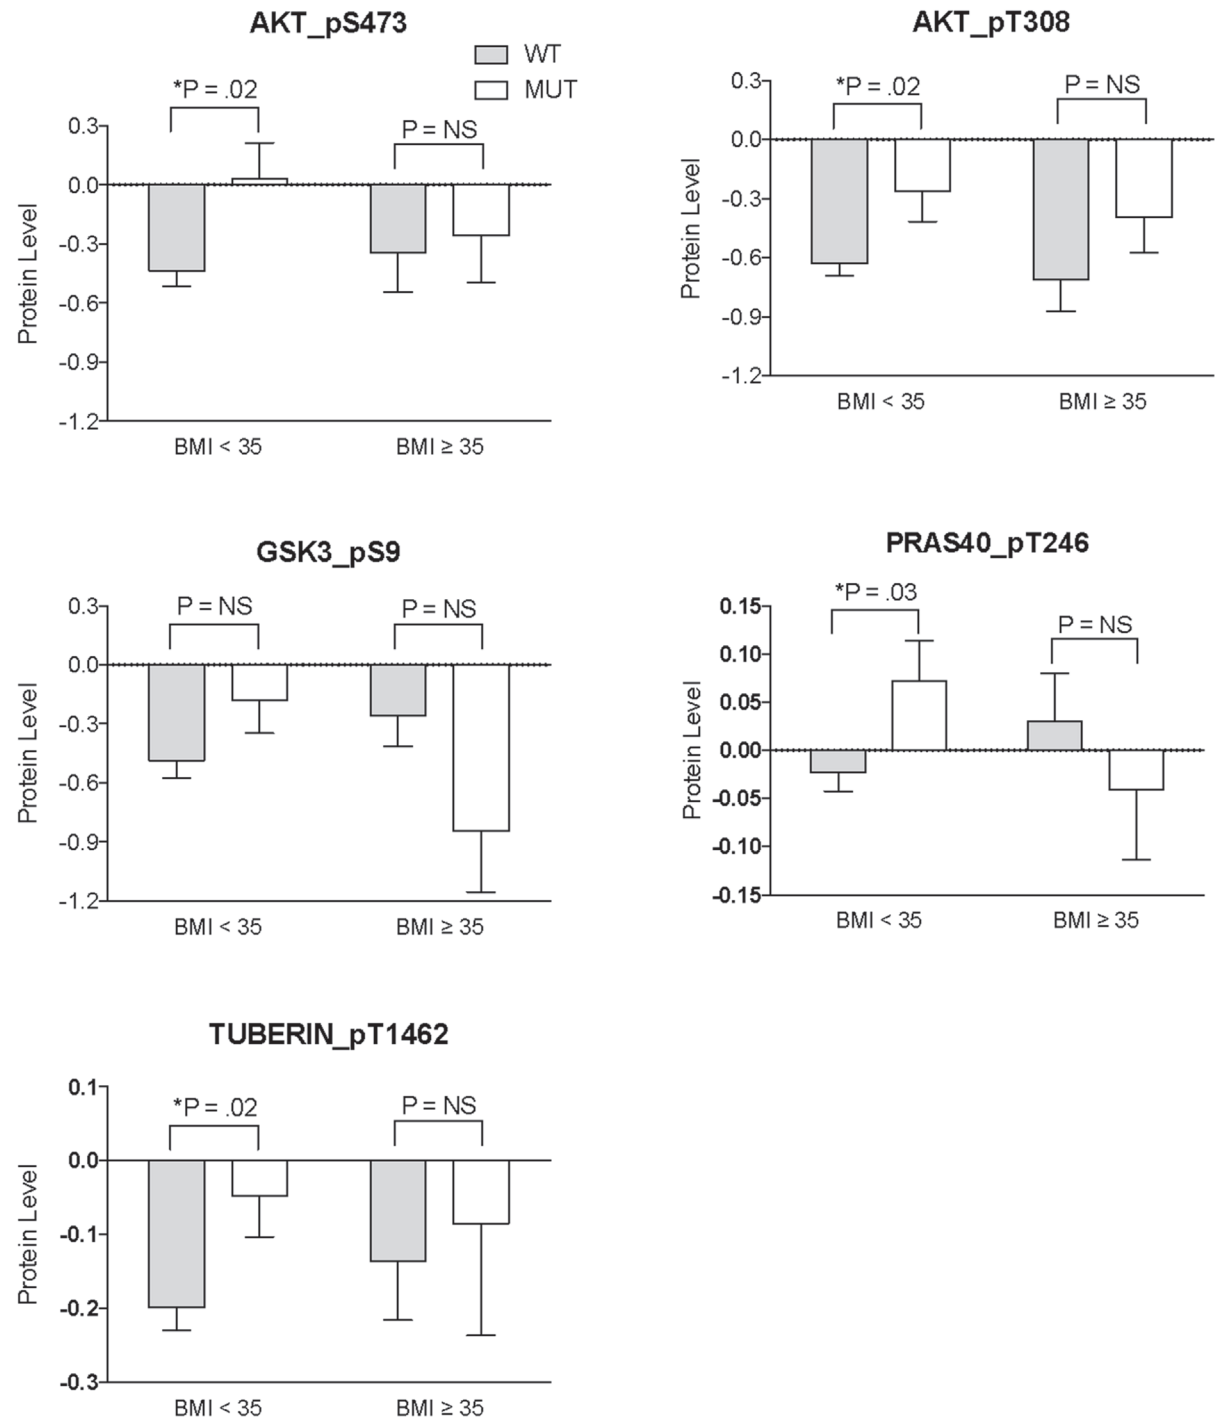 AKT_pS473
WT
MUT
*P = .02
P = NS
0.3
0.0
-0.3
-0.6
-0.9
-1.2
Protein Level
BMI < 35
BMI ≥ 35
AKT_pT308
*P = .02
P = NS
0.3
0.0
-0.3
-0.6
-0.9
-1.2
Protein Level
BMI < 35
BMI ≥ 35
GSK3_pS9
P = NS
P = NS
0.3
0.0
-0.3
-0.6
-0.9
-1.2
Protein Level
BMI < 35
BMI ≥ 35
PRAS40_pT246
*P = .03
P = NS
0.15
0.10
0.05
0.00
-0.05
-0.10
-0.15
Protein Level
BMI < 35
BMI ≥ 35
TUBERIN_pT1462
*P = .02
P = NS
0.1
0.0
-0.1
-0.2
-0.3
Protein Level
BMI < 35
BMI ≥ 35